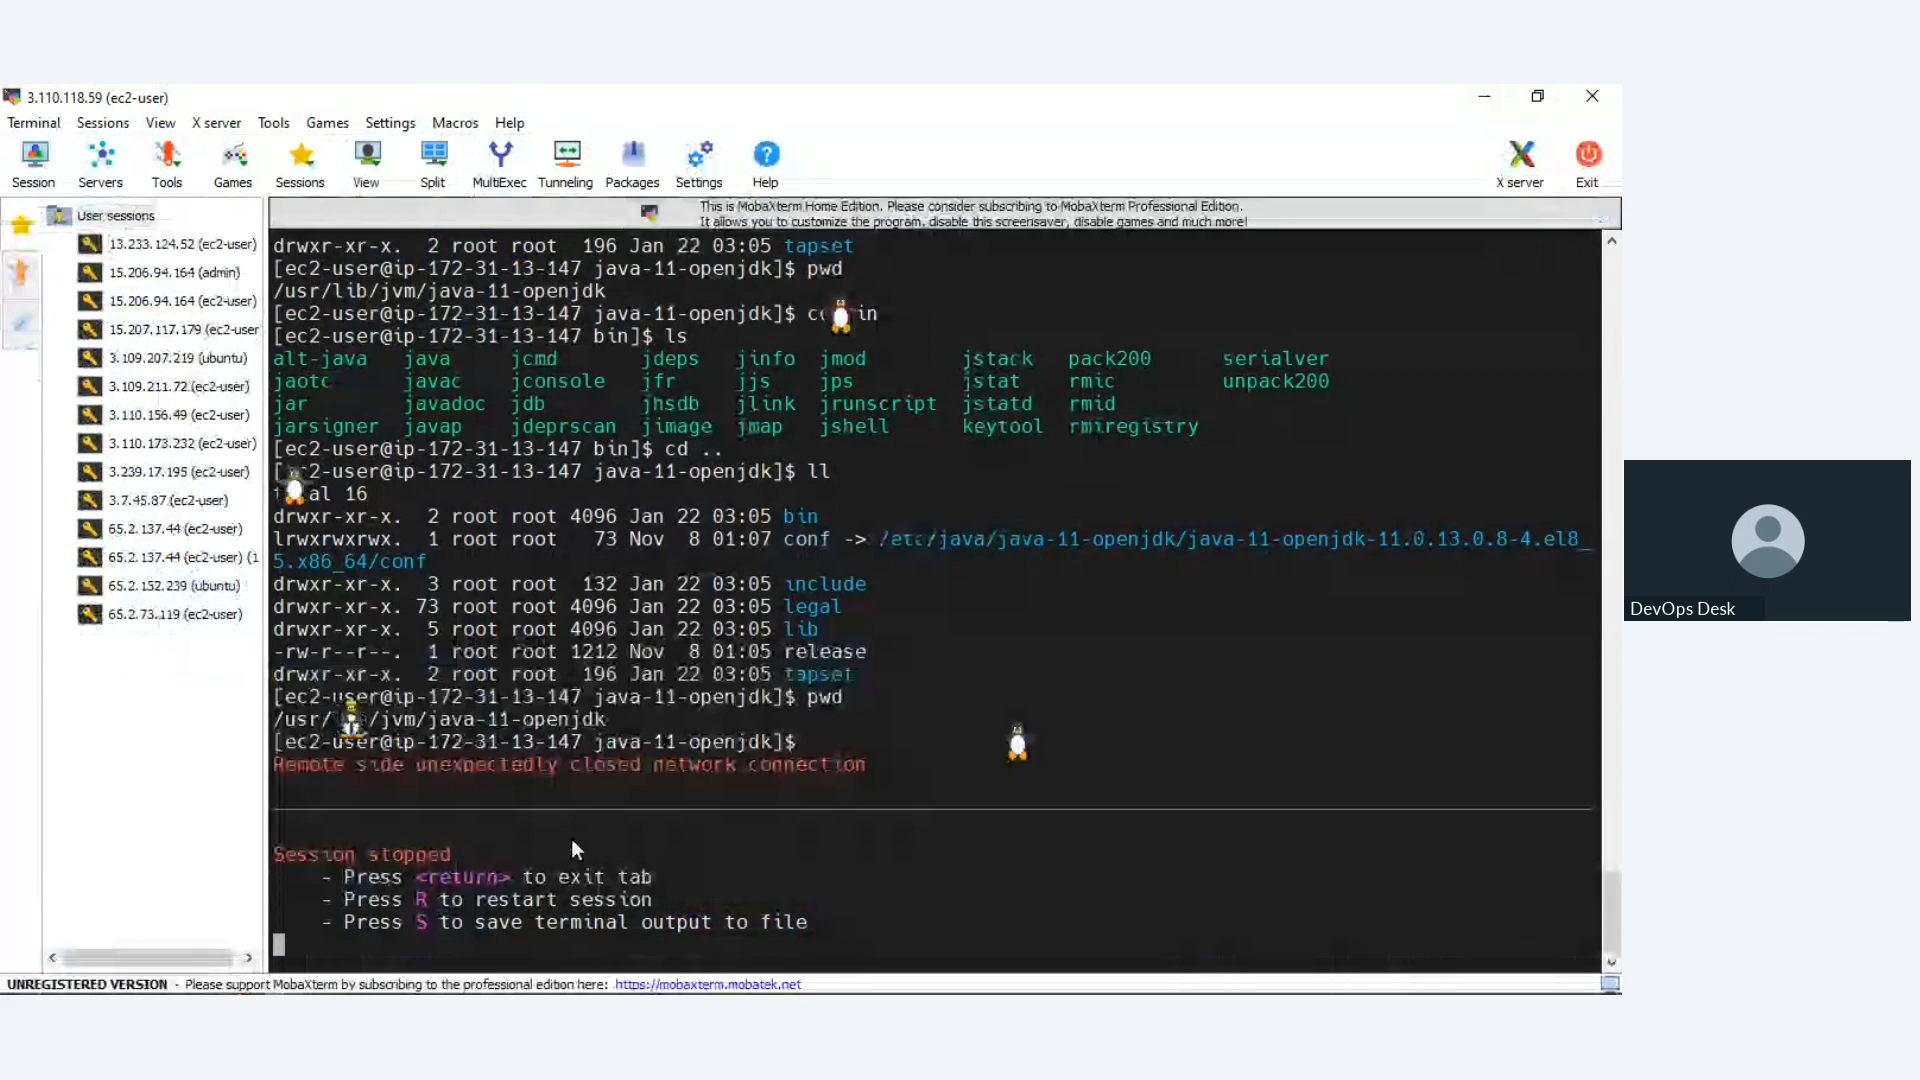 3.110.118.59 (ec2-user)
Terminal Sessions View X server Tools Games Settings Macros Help
Session Servers Tools Games Sessions View Split MultiExec Tunneling Packages Settings Help X server Exit
User sessions
13.233.124.52 (ec2-user)
15.206.94.164 (admin)
15.206.94.164 (ec2-user)
15.207.117.179 (ec2-user
3.109.207.219 (ubuntu)
3.109.211.72 (ec2-user)
3.110.156.49 (ec2-user)
3.110.173.232 (ec2-user)
3.239.17.195 (ec2-user)
3.7.45.87 (ec2-user)
65.2.137.44 (ec2-user)
65.2.137.44 (ec2-user) (1
65.2.152.239 (ubuntu)
65.2.73.119 (ec2-user)
This is MobaXterm Home Edition. Please consider subscribing to MobaXterm Professional Edition.
It allows you to customize the program, disable this screensaver, disable games and much more!
drwxr-xr-x. 2 root root 196 Jan 22 03:05 tapset
[ec2-user@ip-172-31-13-147 java-11-openjdk]$ pwd
/usr/lib/jvm/java-11-openjdk
[ec2-user@ip-172-31-13-147 java-11-openjdk]$
[ec2-user@ip-172-31-13-147 bin]$ ls
alt-java java jcmd jdeps jinfo jmod jstack pack200 serialver
jaotc javac jconsole jfr jjs jps jstat rmic unpack200
jar javadoc jdb jhsdb jlink jrunscript jstatd rmid
jarsigner javap jdeprscan jimage jmap jshell keytool rmiregistry
[ec2-user@ip-172-31-13-147 bin]$ cd ..
[ec2-user@ip-172-31-13-147 java-11-openjdk]$ ll
16
drwxr-xr-x. 2 root root 4096 Jan 22 03:05 bin
lrwxrwxrwx. 1 root root 73 Nov 8 01:07 conf -> /etc/java/java-11-openjdk/java-11-openjdk-11.0.13.0.8-4.el8_
5.x86_64/conf
drwxr-xr-x. 3 root root 132 Jan 22 03:05 include
drwxr-xr-x. 73 root root 4096 Jan 22 03:05 legal
drwxr-xr-x. 5 root root 4096 Jan 22 03:05 lib
-rw-r--r--. 1 root root 1212 Nov 8 01:05 release
drwxr-xr-x. 2 root root 196 Jan 22 03:05 tapset
[ec2-user@ip-172-31-13-147 java-11-openjdk]$ pwd
/usr/ /jvm/java-11-openjdk
[ec2-user@ip-172-31-13-147 java-11-openjdk]$
Remote side unexpectedly closed network connection
Session stopped
- Press <return> to exit tab
- Press R to restart session
- Press S to save terminal output to file
UNREGISTERED VERSION - Please support MobaXterm by subscribing to the professional edition here: https://mobaxterm.mobatek.net
DevOps Desk